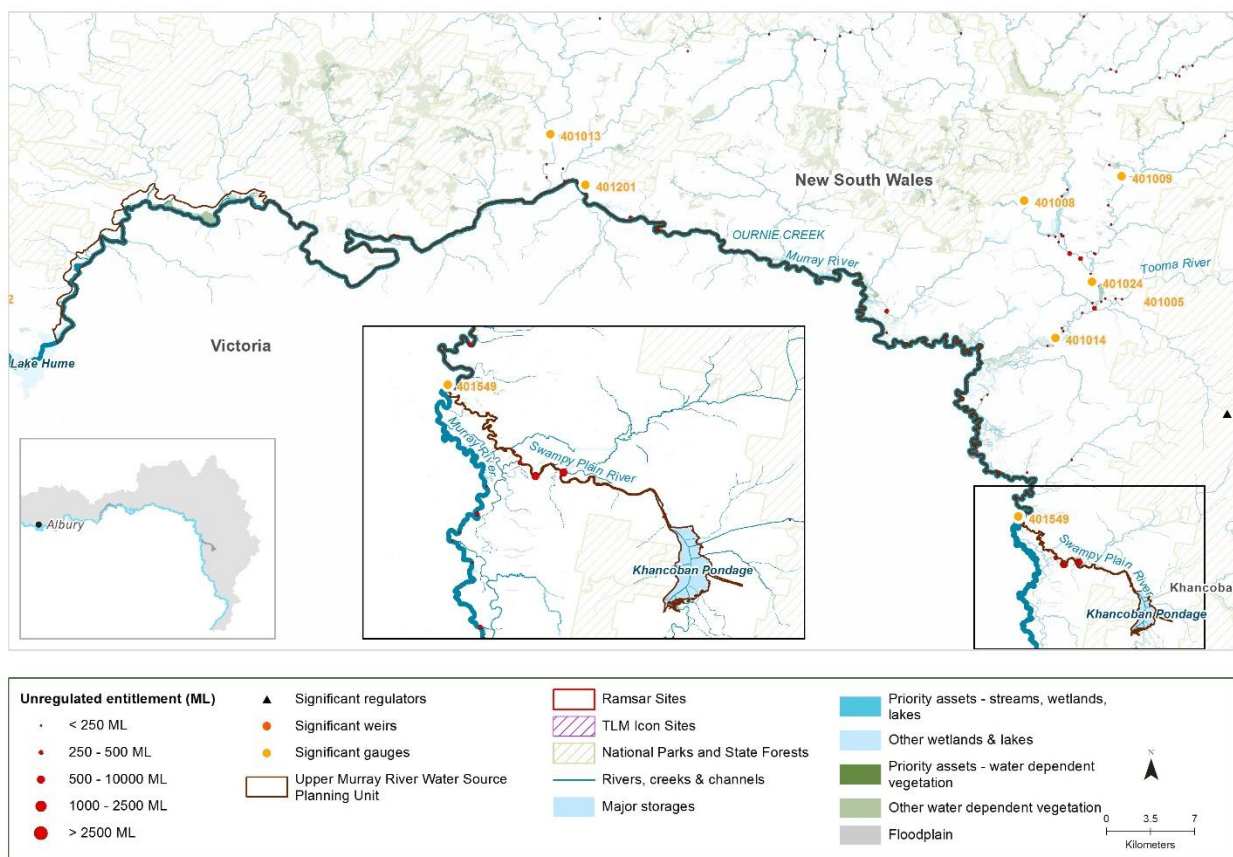 401013
401201
New South Wales
401009
401008
OURNIE CREEK
Murray River
Tooma River
401024
401005
2
401014
Lake Hume
Victoria
401549
Murray River
Swampy Plain River
Khancoban Pondage
Albury
401549
Swampy Plain River
Khancoba
Khancoban Pondage
Unregulated entitlement (ML)
< 250 ML
250 - 500 ML
500 - 10000 ML
1000 - 2500 ML
> 2500 ML
Significant regulators
Significant weirs
Significant gauges
Upper Murray River Water Source
Planning Unit
Ramsar Sites
TLM Icon Sites
National Parks and State Forests
Rivers, creeks & channels
Major storages
Priority assets - streams, wetlands,
lakes
Other wetlands & lakes
Priority assets - water dependent
vegetation
Other water dependent vegetation
Floodplain
N
0 3.5 7
Kilometers